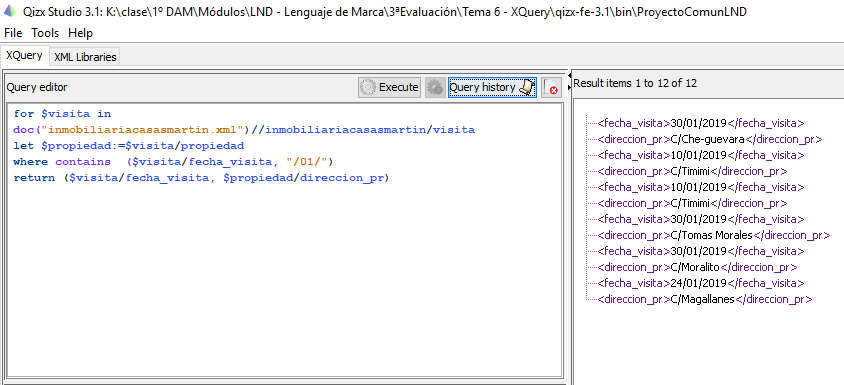 Qizx Studio 3.1: K:\clase\1º DAM\Módulos\LND - Lenguaje de Marca\3ªEvaluación\Tema 6 - XQuery\qizx-fe-3.1\bin\ProyectoComunLND
File Tools Help
XQuery XML Libraries
Query editor Execute Query history
Result items 1 to 12 of 12
for $visita in
doc("inmobiliariacasasmartin.xml")//inmobiliariacasasmartin/visita
let $propiedad:=$visita/propiedad
where contains  ($visita/fecha_visita, "/01/")
return ($visita/fecha_visita, $propiedad/direccion_pr)
<fecha_visita>30/01/2019</fecha_visita>
<direccion_pr>C/Che-guevara</direccion_pr>
<fecha_visita>10/01/2019</fecha_visita>
<direccion_pr>C/Timimi</direccion_pr>
<fecha_visita>10/01/2019</fecha_visita>
<direccion_pr>C/Timimi</direccion_pr>
<fecha_visita>30/01/2019</fecha_visita>
<direccion_pr>C/Tomas Morales</direccion_pr>
<fecha_visita>30/01/2019</fecha_visita>
<direccion_pr>C/Moralito</direccion_pr>
<fecha_visita>24/01/2019</fecha_visita>
<direccion_pr>C/Magallanes</direccion_pr>